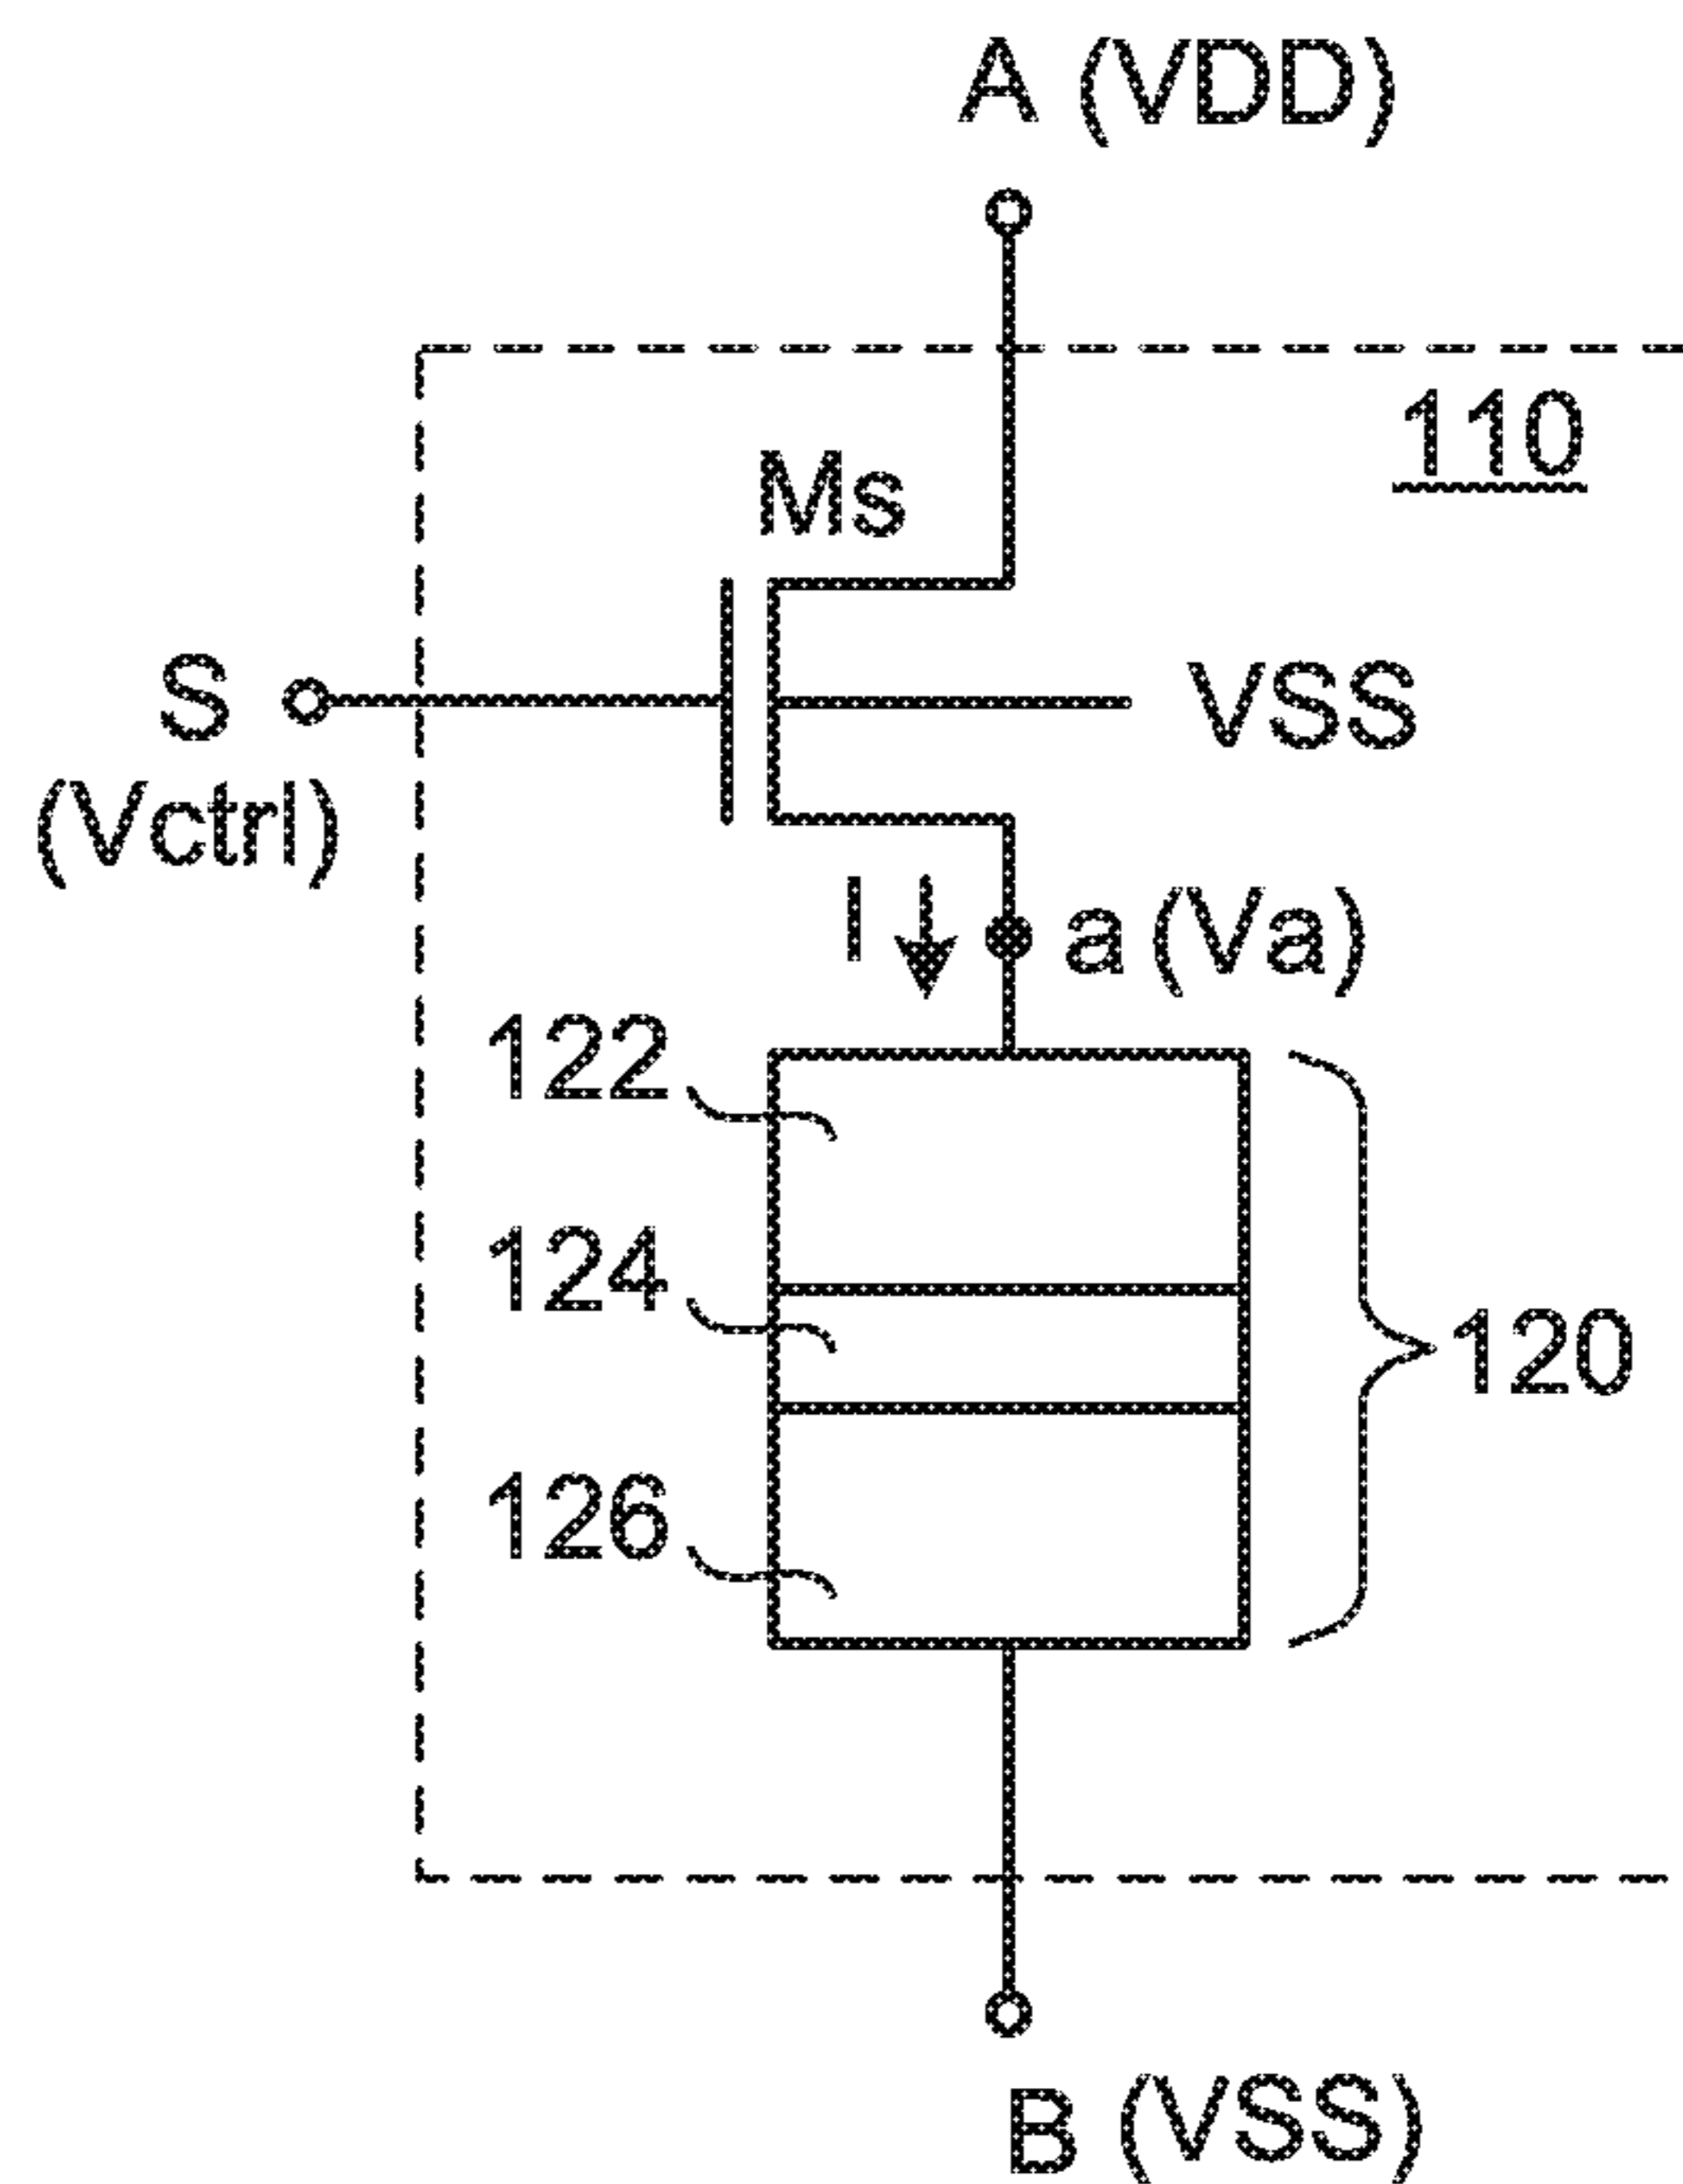 A (VDD)
110
Ms
S
VSS
(Vctrl)
I
a (Va)
122
124
120
126
B (VSS)